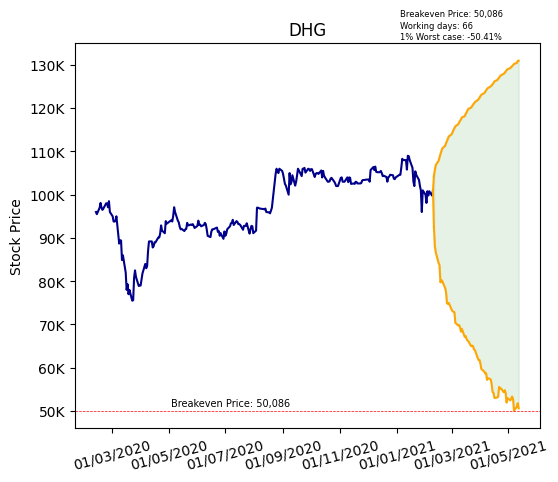 Breakeven Price: 50,086
Working days: 66
1% Worst case: -50.41%
DHG
Stock Price
130K
120K
110K
100K
90K
80K
70K
60K
50K
Breakeven Price: 50,086
01/03/2020
01/05/2020
01/07/2020
01/09/2020
01/11/2020
01/01/2021
01/03/2021
01/05/2021